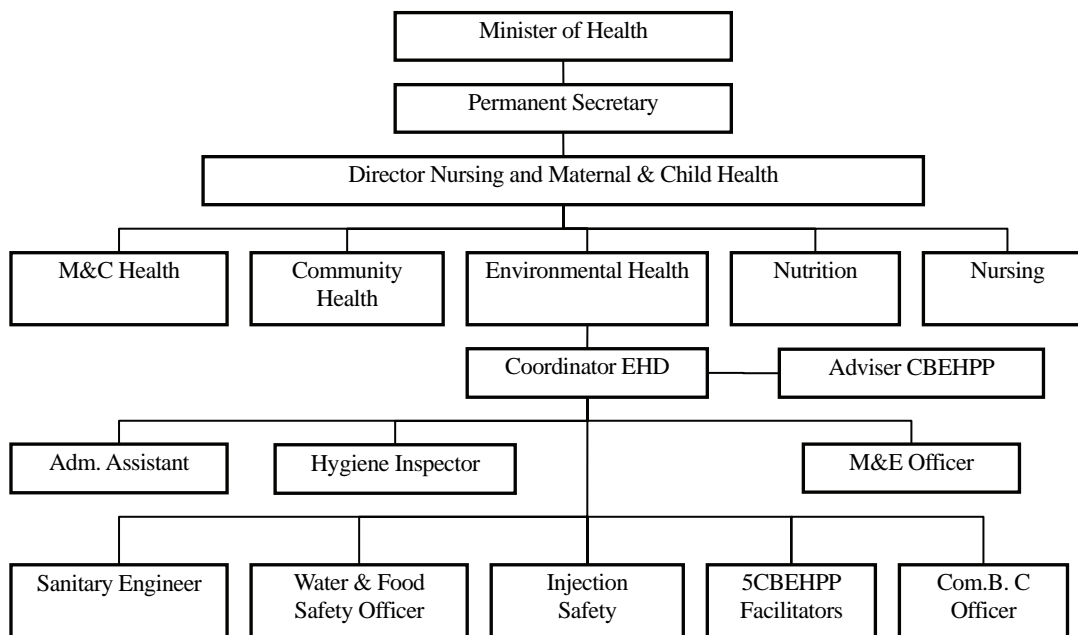 Minister of Health
Permanent Secretary
Director Nursing and Maternal & Child Health
M&C Health
Community
Health
Environmental Health
Nutrition
Nursing
Coordinator EHD
Adviser CBEHPP
Adm. Assistant
Hygiene Inspector
M&E Officer
Sanitary Engineer
Water & Food
Safety Officer
Injection
Safety
5CBEHPP
Facilitators
Com.B. C
Officer